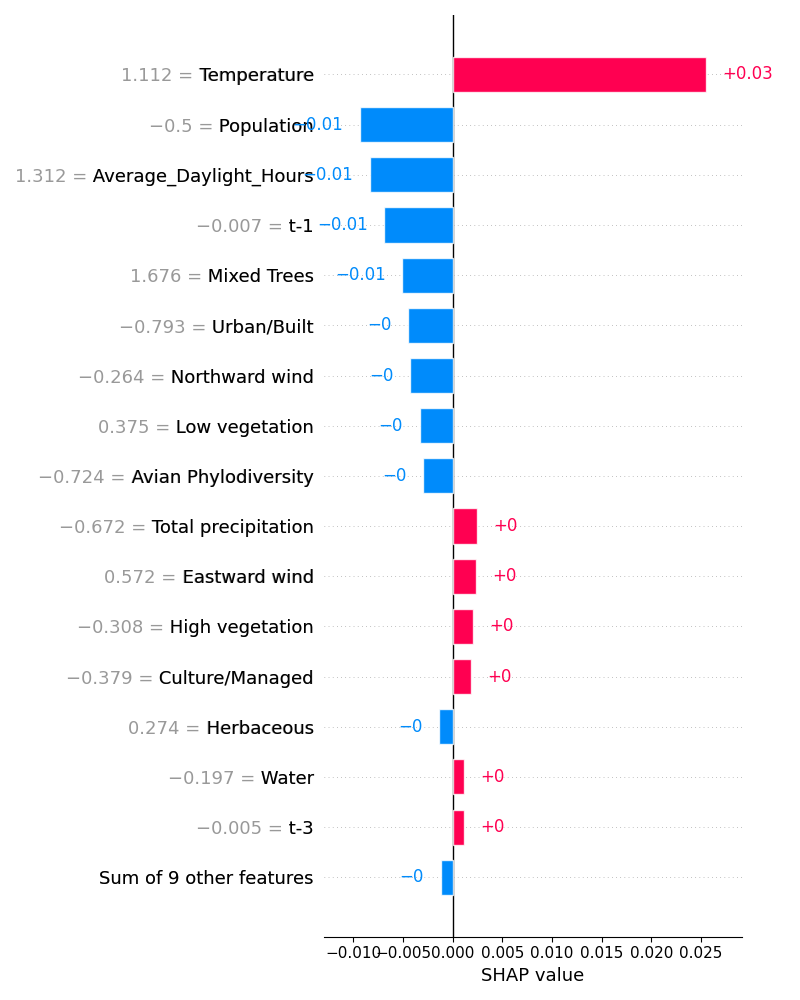 1.112 = Temperature +0.03
−0.5 = Population −0.01
1.312 = Average_Daylight_Hours −0.01
−0.007 = t-1 −0.01
1.676 = Mixed Trees −0.01
−0.793 = Urban/Built −0
−0.264 = Northward wind −0
0.375 = Low vegetation −0
−0.724 = Avian Phylodiversity −0
−0.672 = Total precipitation +0
0.572 = Eastward wind +0
−0.308 = High vegetation +0
−0.379 = Culture/Managed +0
0.274 = Herbaceous −0
−0.197 = Water +0
−0.005 = t-3 +0
Sum of 9 other features −0
−0.010 −0.005 0.000 0.005 0.010 0.015 0.020 0.025
SHAP value